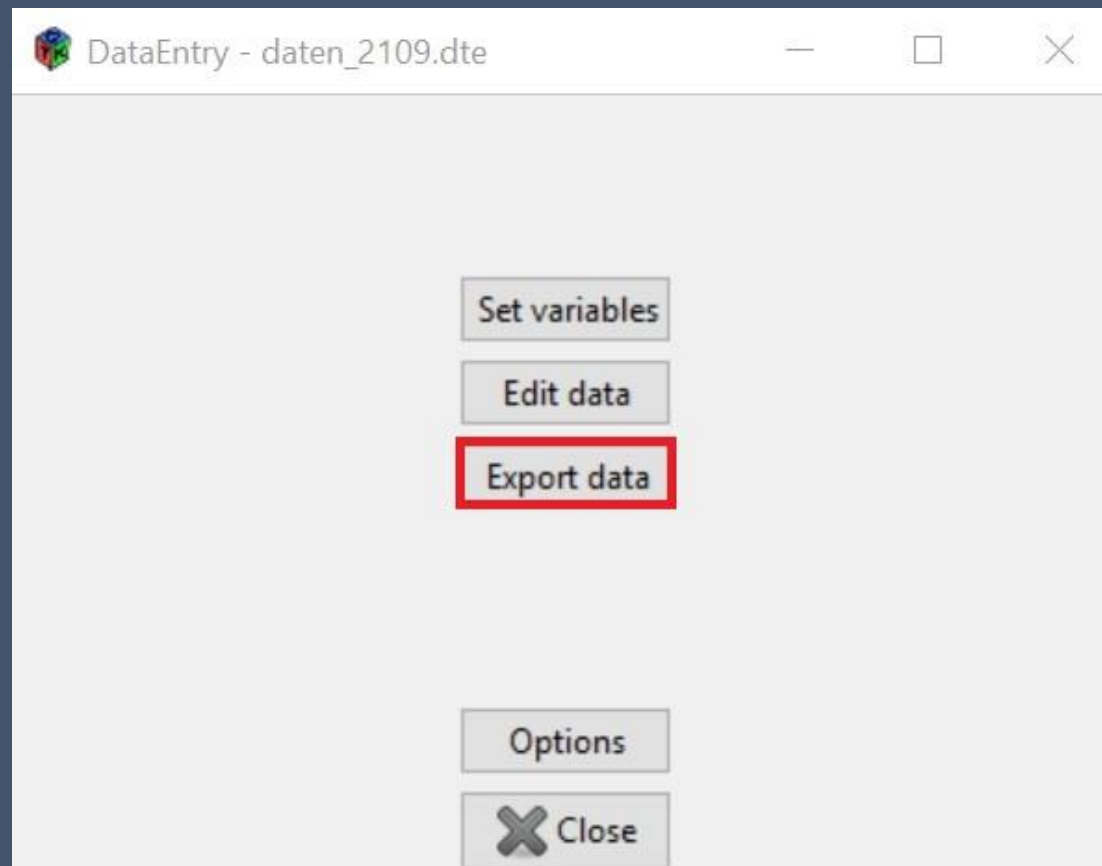 DataEntry - daten_2109.dte
Set variables
Edit data
Export data
Options
Close